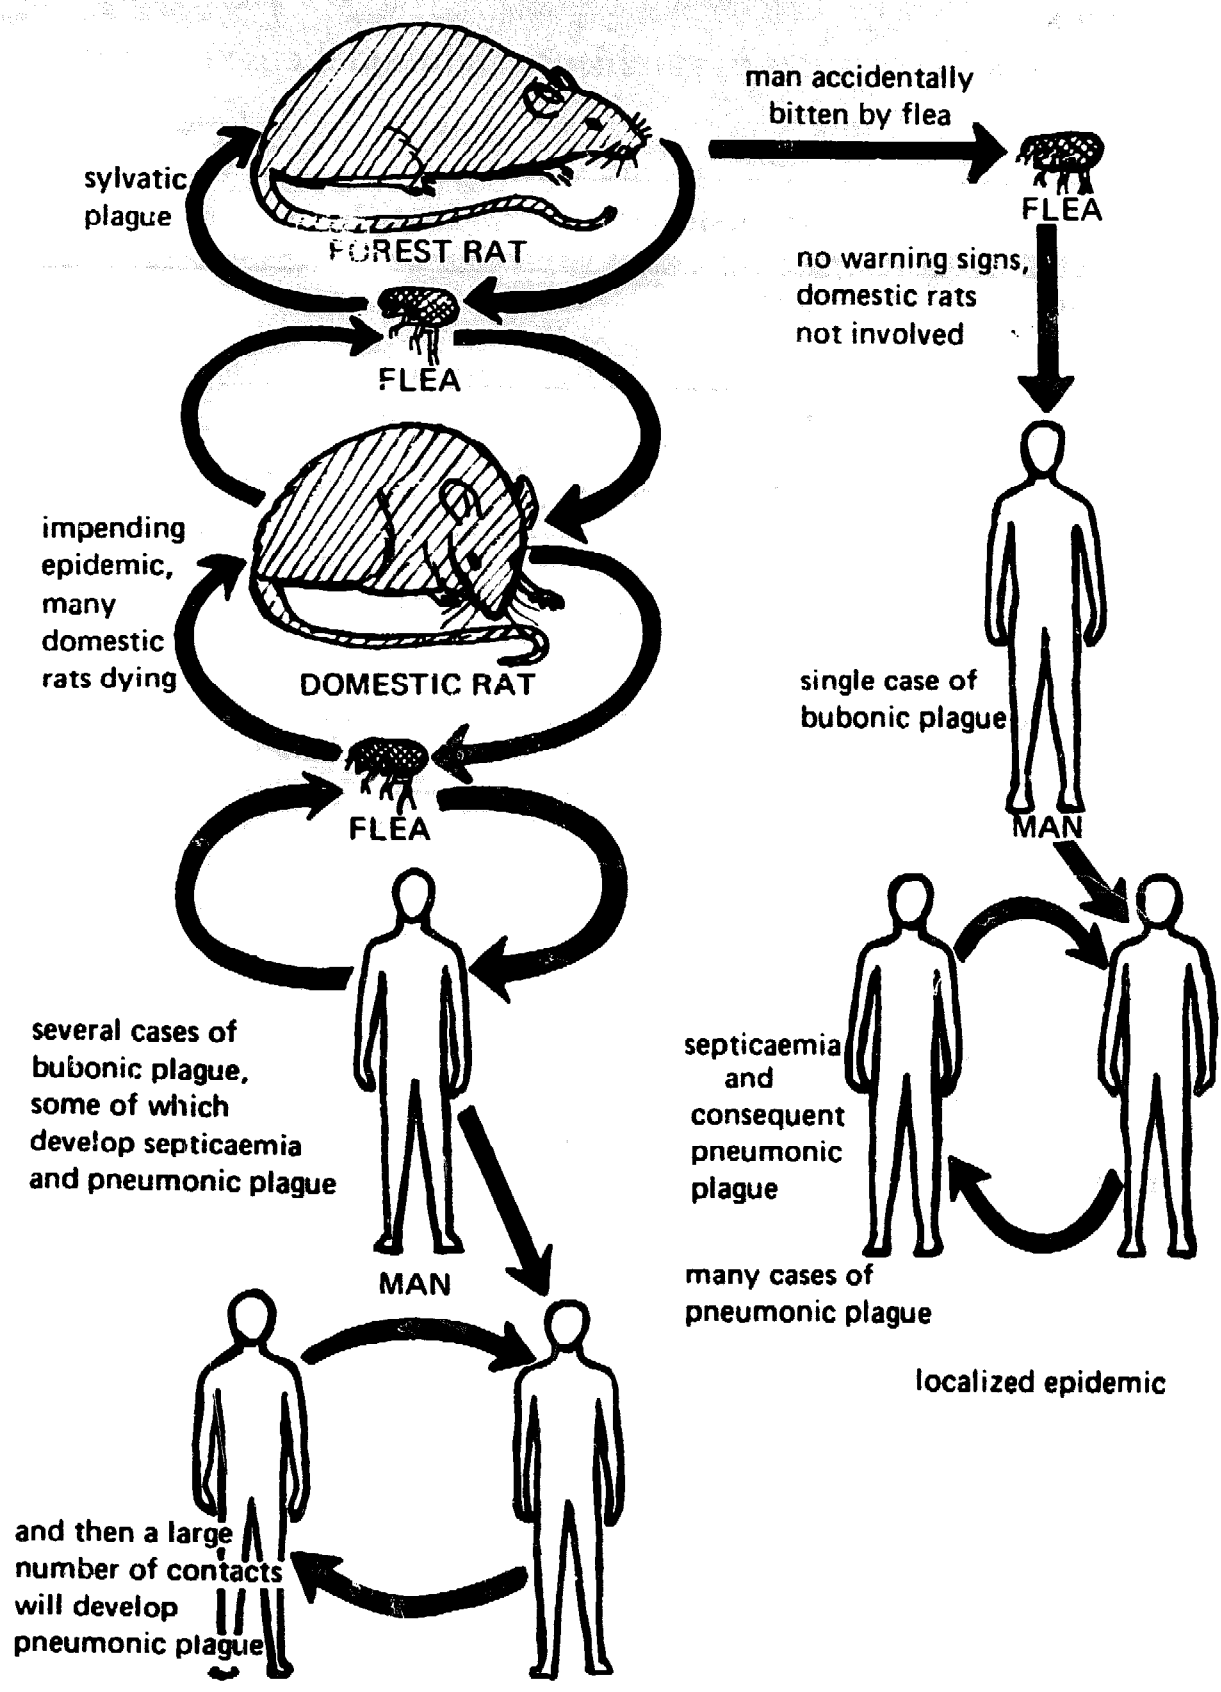 man accidentally
bitten by flea
sylvatic
plague
FOREST RAT
FLEA
no warning signs,
domestic rats
not involved
FLEA
impending
epidemic,
many
domestic
rats dying
DOMESTIC RAT
single case of
bubonic plague
MAN
FLEA
several cases of
bubonic plague,
some of which
develop septicaemia
and pneumonic plague
MAN
septicaemia
and
consequent
pneumonic
plague
many cases of
pneumonic plague
localized epidemic
and then a large
number of contacts
will develop
pneumonic plague